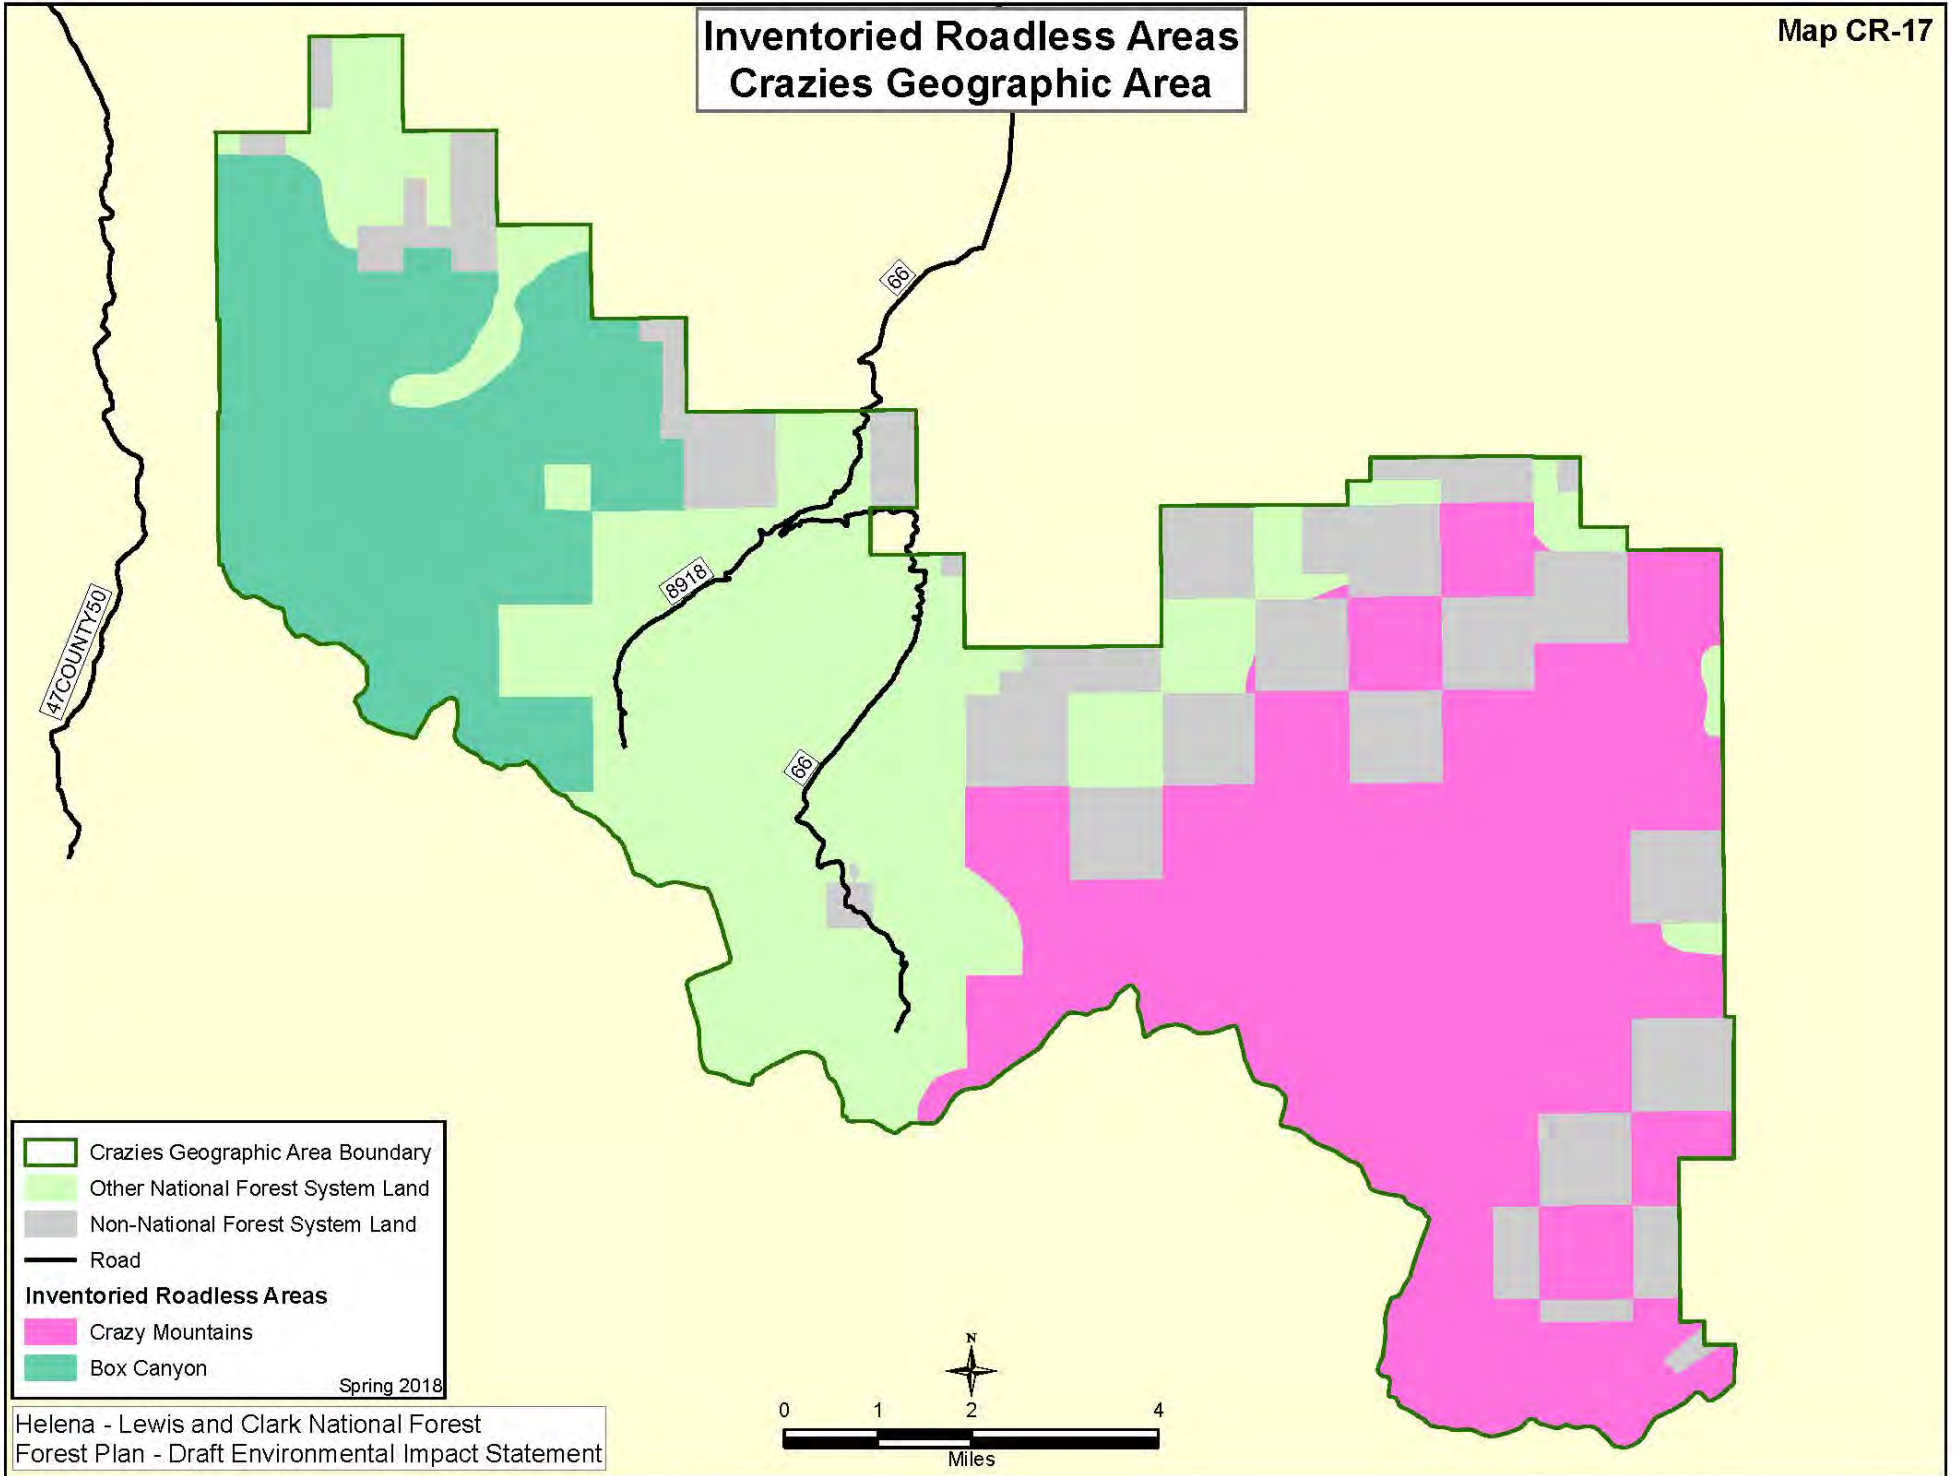 Inventoried Roadless Areas
Crazies Geographic Area
Map CR-17
66
8918
47COUNTY50
66
Crazies Geographic Area Boundary
Other National Forest System Land
Non-National Forest System Land
Road
Inventoried Roadless Areas
Crazy Mountains
Box Canyon
Spring 2018
N
0 1 2 4
Miles
Helena - Lewis and Clark National Forest
Forest Plan - Draft Environmental Impact Statement